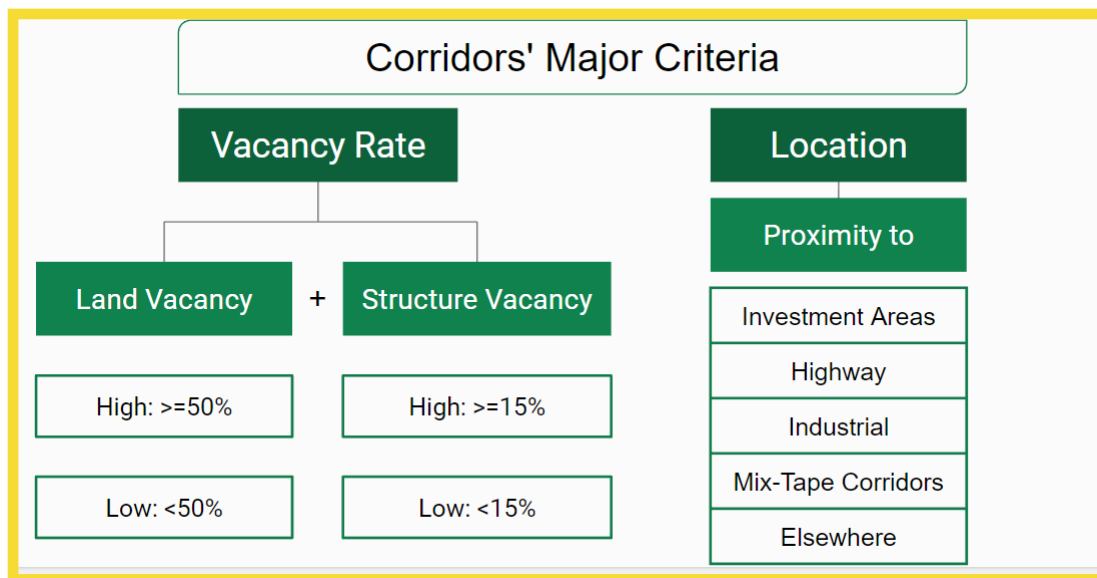 Corridors' Major Criteria
Vacancy Rate
Land Vacancy + Structure Vacancy
High: >=50%
High: >=15%
Low: <50%
Low: <15%
Location
Proximity to
Investment Areas
Highway
Industrial
Mix-Tape Corridors
Elsewhere